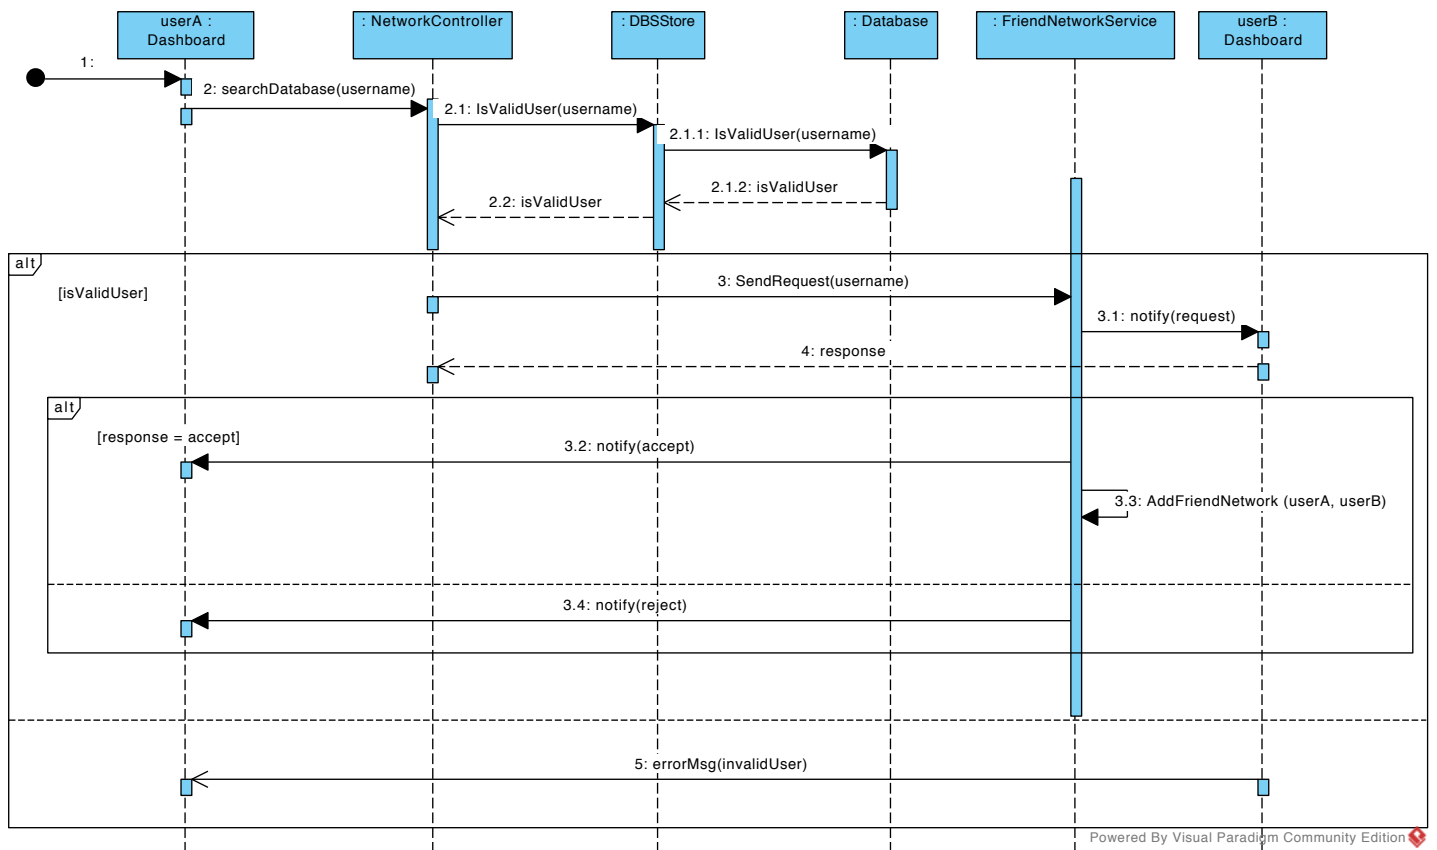 userA :
Dashboard
: NetworkController
: DBSStore
: Database
: FriendNetworkService
userB :
Dashboard
1:
2: searchDatabase(username)
2.1: IsValidUser(username)
2.1.1: IsValidUser(username)
2.1.2: isValidUser
2.2: isValidUser
alt
[isValidUser]
3: SendRequest(username)
3.1: notify(request)
4: response
alt
[response = accept]
3.2: notify(accept)
3.3: AddFriendNetwork (userA, userB)
3.4: notify(reject)
5: errorMsg(invalidUser)
Powered By Visual Paradigm Community Edition